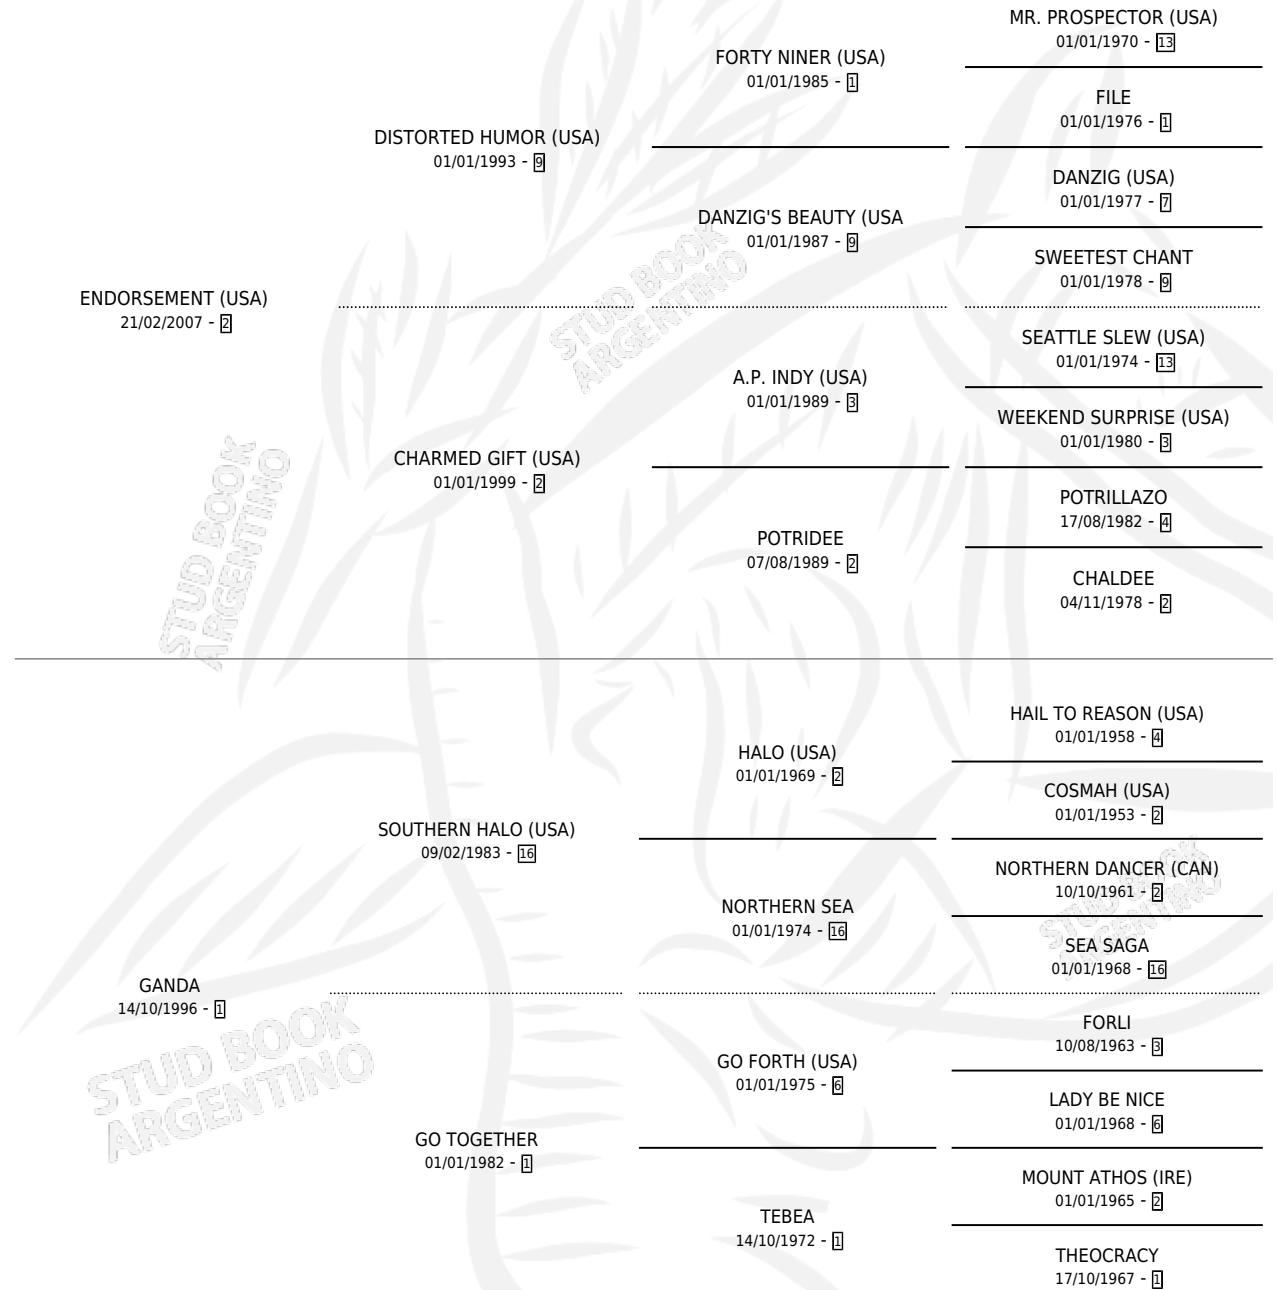 MR. PROSPECTOR (USA)
01/01/1970 - 13
FORTY NINER (USA)
01/01/1985 - 1
FILE
01/01/1976 - 1
DISTORTED HUMOR (USA)
01/01/1993 - 9
DANZIG (USA)
01/01/1977 - 7
DANZIG'S BEAUTY (USA
01/01/1987 - 9
SWEETEST CHANT
01/01/1978 - 9
ENDORSEMENT (USA)
21/02/2007 - 2
STUD BOOK
ARGENTINO
SEATTLE SLEW (USA)
01/01/1974 - 13
A.P. INDY (USA)
01/01/1989 - 3
WEEKEND SURPRISE (USA)
01/01/1980 - 3
CHARMED GIFT (USA)
01/01/1999 - 2
POTRILLAZO
17/08/1982 - 4
POTRIDEE
07/08/1989 - 2
CHALDEE
04/11/1978 - 2
STUD BOOK
ARGENTINO
HAIL TO REASON (USA)
01/01/1958 - 4
HALO (USA)
01/01/1969 - 2
COSMAH (USA)
01/01/1953 - 2
SOUTHERN HALO (USA)
09/02/1983 - 16
NORTHERN DANCER (CAN)
10/10/1961 - 2
NORTHERN SEA
01/01/1974 - 16
STUD BOOK
ARGENTINO
SEA SAGA
01/01/1968 - 16
GANDA
14/10/1996 - 1
STUD BOOK
ARGENTINO
FORLI
10/08/1963 - 3
GO FORTH (USA)
01/01/1975 - 6
LADY BE NICE
01/01/1968 - 6
GO TOGETHER
01/01/1982 - 1
MOUNT ATHOS (IRE)
01/01/1965 - 2
TEBEA
14/10/1972 - 1
THEOCRACY
17/10/1967 - 1